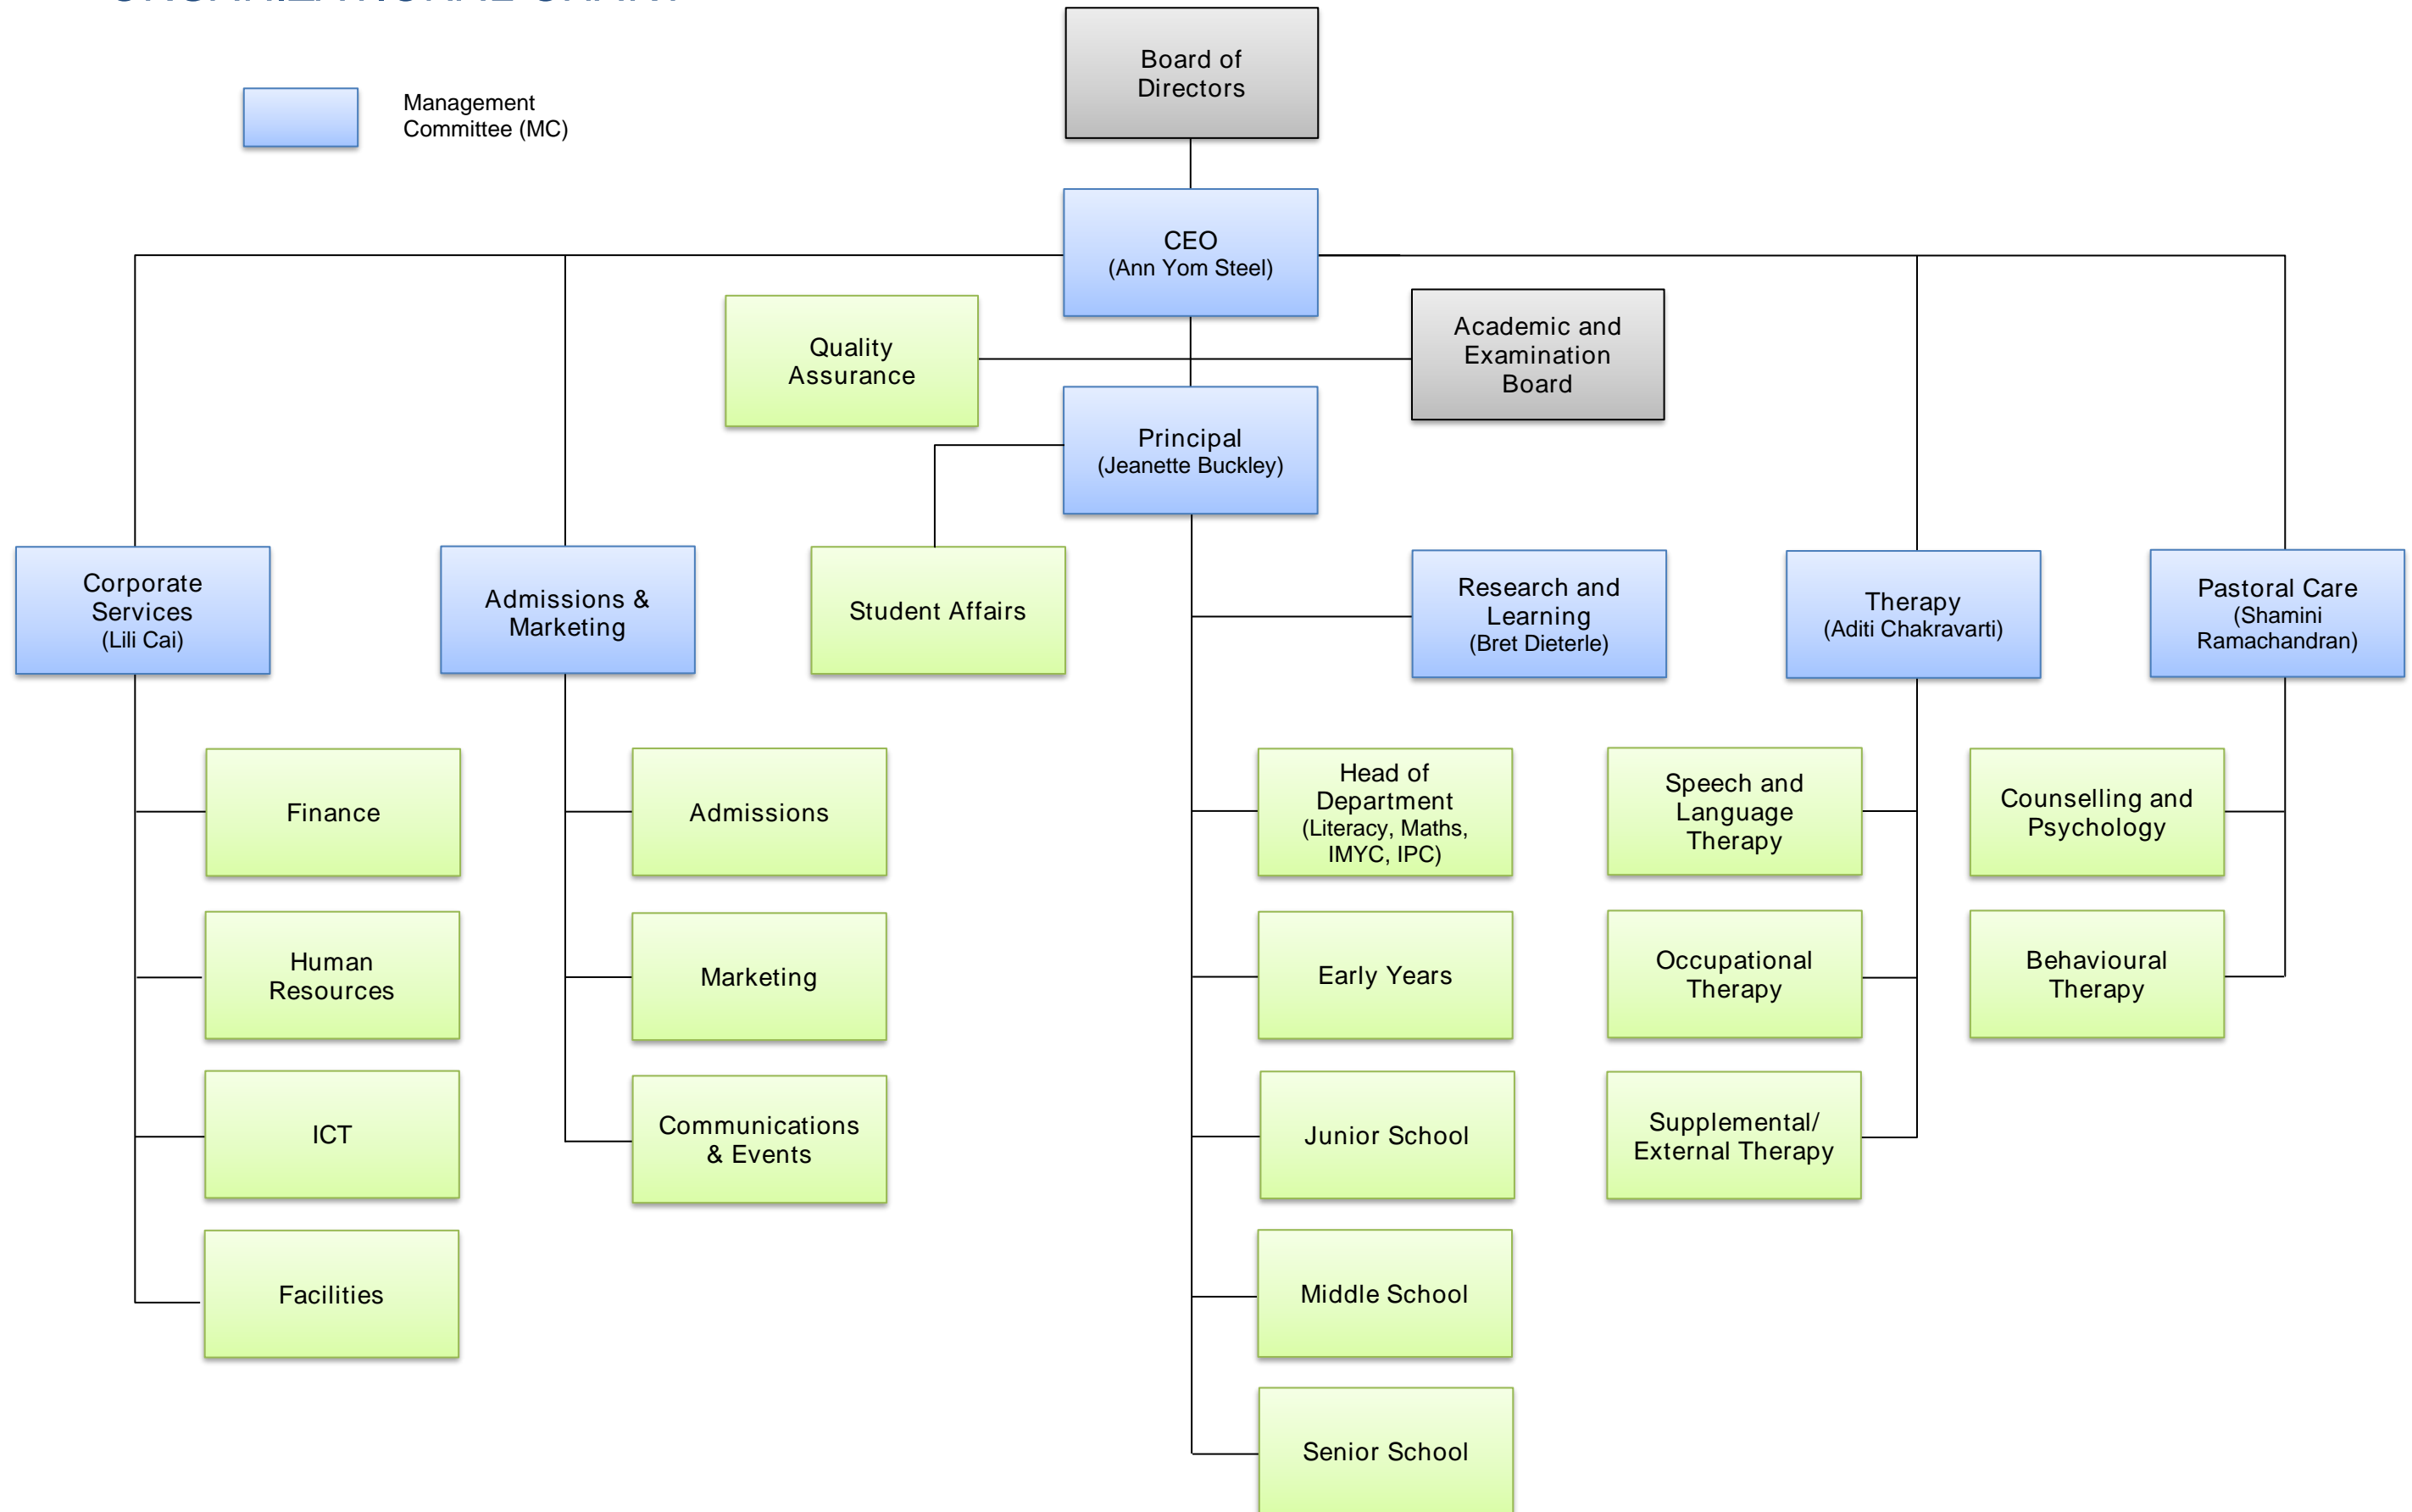 Board of
Directors
Management
Committee (MC)
CEO
(Ann Yom Steel)
Quality
Assurance
Academic and
Examination
Board
Principal
(Jeanette Buckley)
Corporate
Services
(Lili Cai)
Admissions &
Marketing
Student Affairs
Research and
Learning
(Bret Dieterle)
Therapy
(Aditi Chakravarti)
Pastoral Care
(Shamini
Ramachandran)
Finance
Admissions
Head of
Department
(Literacy, Maths,
IMYC, IPC)
Speech and
Language
Therapy
Counselling and
Psychology
Human
Resources
Marketing
Early Years
Occupational
Therapy
Behavioural
Therapy
ICT
Communications
& Events
Junior School
Supplemental/
External Therapy
Facilities
Middle School
Senior School